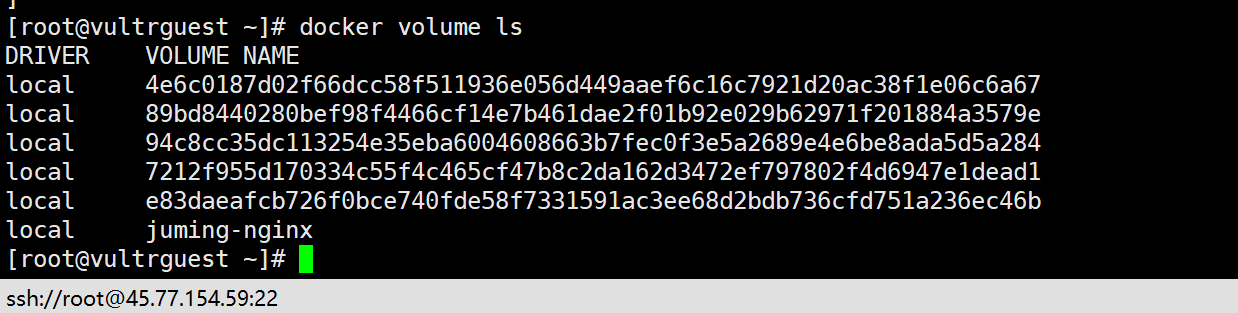 ]
[root@vultrguest ~]# docker volume ls
DRIVER    VOLUME NAME
local     4e6c0187d02f66dcc58f511936e056d449aaef6c16c7921d20ac38f1e06c6a67
local     89bd8440280bef98f4466cf14e7b461dae2f01b92e029b62971f201884a3579e
local     94c8cc35dc113254e35eba6004608663b7fec0f3e5a2689e4e6be8ada5d5a284
local     7212f955d170334c55f4c465cf47b8c2da162d3472ef797802f4d6947e1dead1
local     e83daeafcb726f0bce740fde58f7331591ac3ee68d2bdb736cfd751a236ec46b
local     juming-nginx
[root@vultrguest ~]#
ssh://root@45.77.154.59:22